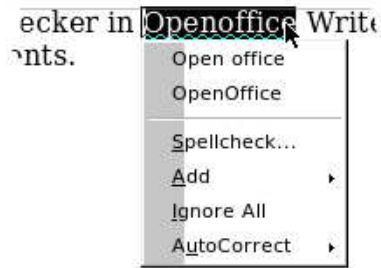 ecker in Openoffice Write
nts.
Open office
OpenOffice
Spellcheck...
Add
Ignore All
AutoCorrect